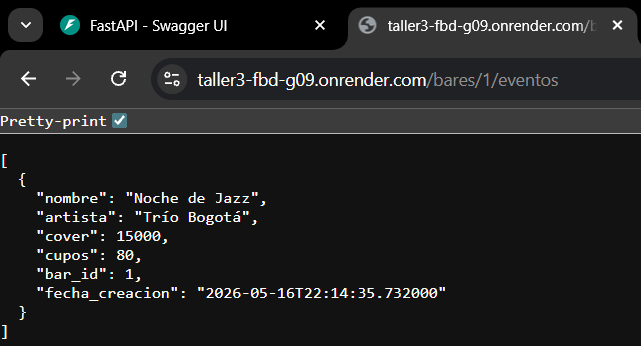 FastAPI - Swagger UI
taller3-fbd-g09.onrender.com/b
taller3-fbd-g09.onrender.com/bares/1/eventos
Pretty-print
[
  {
    "nombre": "Noche de Jazz",
    "artista": "Trío Bogotá",
    "cover": 15000,
    "cupos": 80,
    "bar_id": 1,
    "fecha_creacion": "2026-05-16T22:14:35.732000"
  }
]